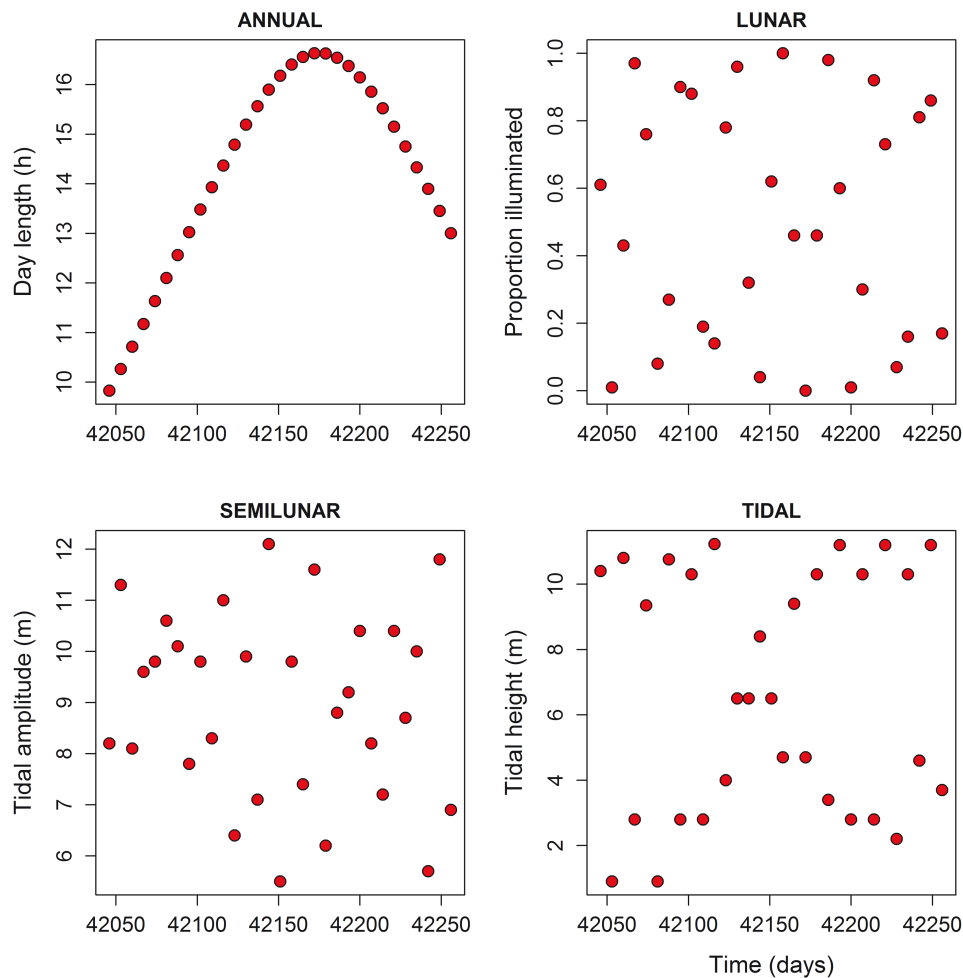 ANNUAL
Day length (h)
10 11 12 13 14 15 16
42050 42100 42150 42200 42250
LUNAR
Proportion illuminated
0.0 0.2 0.4 0.6 0.8 1.0
42050 42100 42150 42200 42250
SEMILUNAR
Tidal amplitude (m)
6 7 8 9 10 11 12
42050 42100 42150 42200 42250
TIDAL
Tidal height (m)
2 4 6 8 10
42050 42100 42150 42200 42250
Time (days)